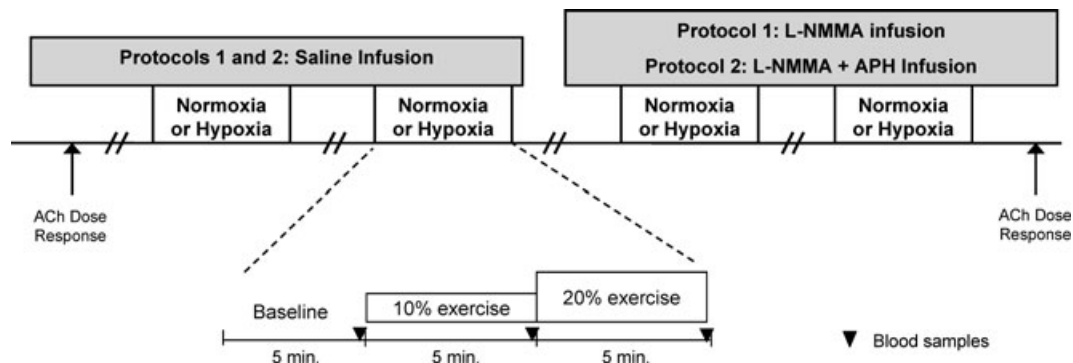 Protocols 1 and 2: Saline Infusion
Protocol 1: L-NMMA infusion
Protocol 2: L-NMMA + APH Infusion
Normoxia
or Hypoxia
Normoxia
or Hypoxia
Normoxia
or Hypoxia
Normoxia
or Hypoxia
ACh Dose
Response
ACh Dose
Response
Baseline
10% exercise
20% exercise
5 min.
5 min.
5 min.
Blood samples